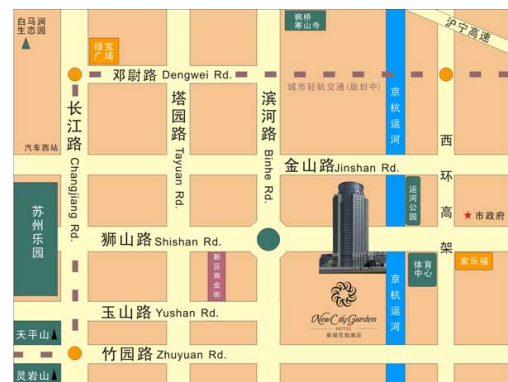 白马涧
生态园
绿宝
广场
枫桥
寒山寺
沪宁高速
邓尉路 Dengwei Rd.
城市轻轨交通(规划中)
长江路 Changjiang Rd.
塔园路 Tayuan Rd.
滨河路 Binhe Rd.
京杭运河
西环高架
汽车西站
金山路 Jinshan Rd.
苏州乐园
运河公园
市政府
狮山路 Shishan Rd.
新区商业街
体育
中心
家乐福
京杭运河
New City Garden
HOTEL
新城花园酒店
玉山路 Yushan Rd.
天平山
竹园路 Zhuyuan Rd.
灵岩山